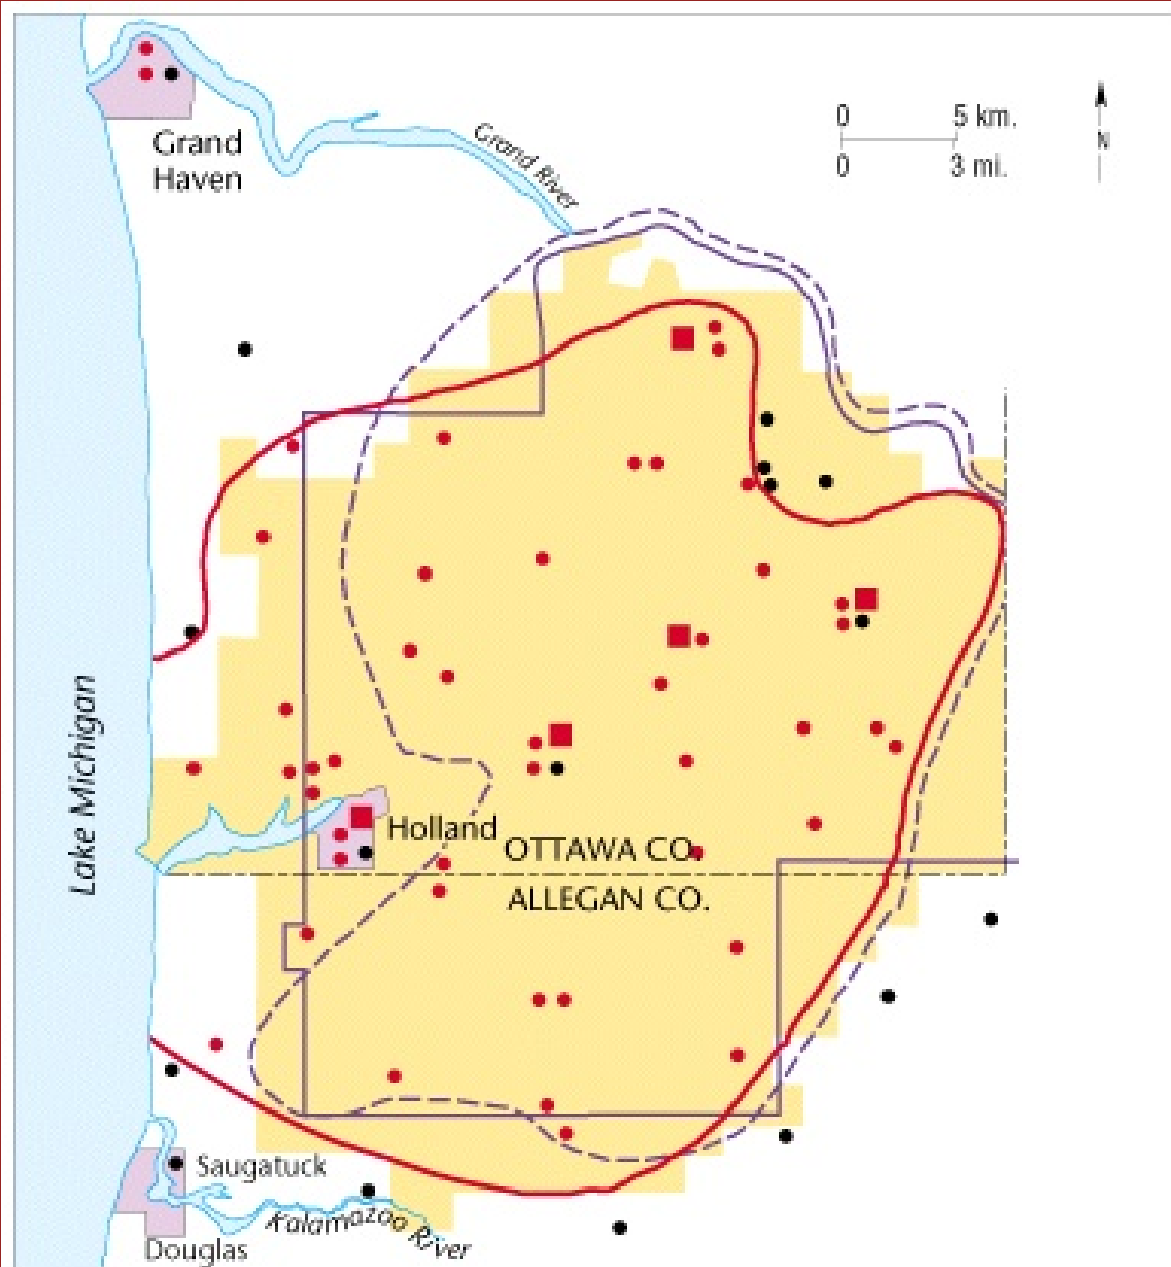 Grand
Haven
Grand River
0 5 km.
0 3 mi.
N
Lake Michigan
Holland
OTTAWA CO.
ALLEGAN CO.
Saugatuck
Kalamazoo River
Douglas